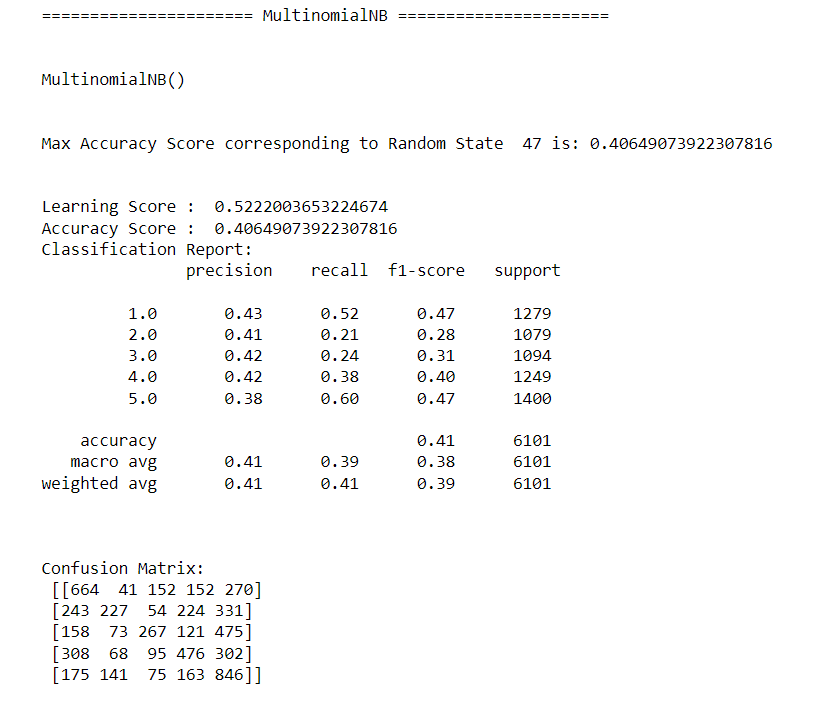 ====================== MultinomialNB ======================
MultinomialNB()
Max Accuracy Score corresponding to Random State  47 is: 0.40649073922307816
Learning Score :  0.5222003653224674
Accuracy Score :  0.40649073922307816
Classification Report:
               precision    recall  f1-score   support
         1.0       0.43      0.52      0.47      1279
         2.0       0.41      0.21      0.28      1079
         3.0       0.42      0.24      0.31      1094
         4.0       0.42      0.38      0.40      1249
         5.0       0.38      0.60      0.47      1400
    accuracy                           0.41      6101
   macro avg       0.41      0.39      0.38      6101
weighted avg       0.41      0.41      0.39      6101
Confusion Matrix:
 [[664  41 152 152 270]
 [243 227  54 224 331]
 [158  73 267 121 475]
 [308  68  95 476 302]
 [175 141  75 163 846]]